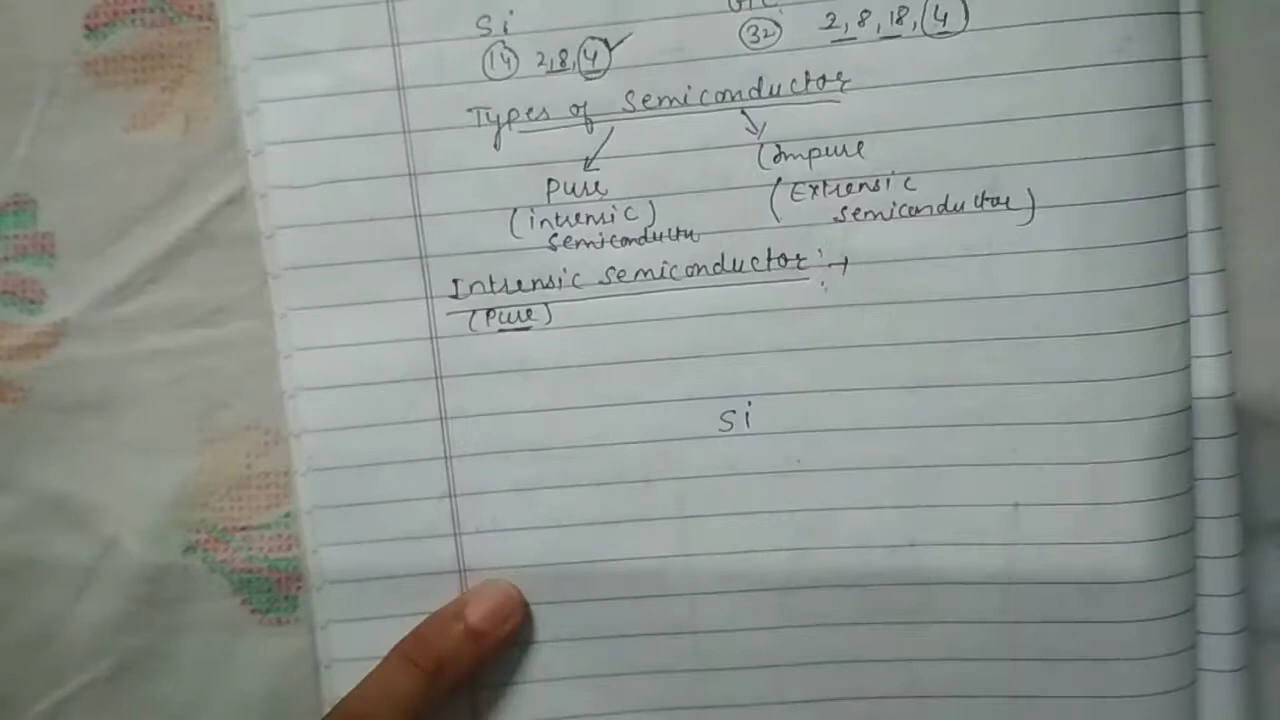 Si
(14) 2,8,(4)✓
(32) 2,8,18,(4)
Types of Semiconductor
Pure
(intrensic)
semiconductor
Impure
(Extrensic
semiconductor)
Intrensic semiconductor :→
(Pure)
Si